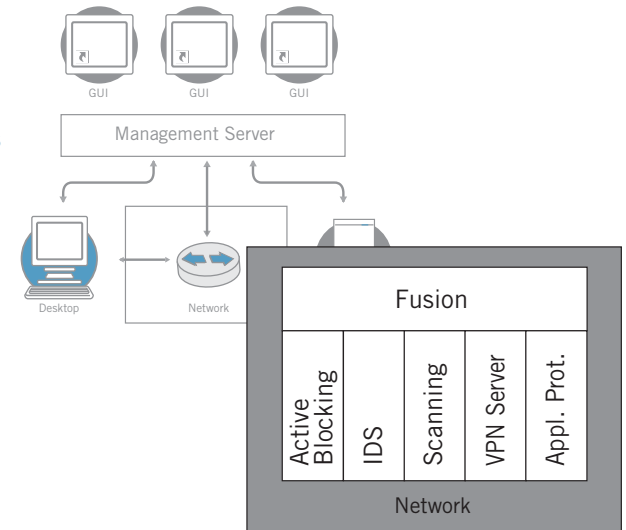 GUI
GUI
GUI
Management Server
Desktop
Network
Fusion
Active
Blocking
IDS
Scanning
VPN Server
Appl. Prot.
Network